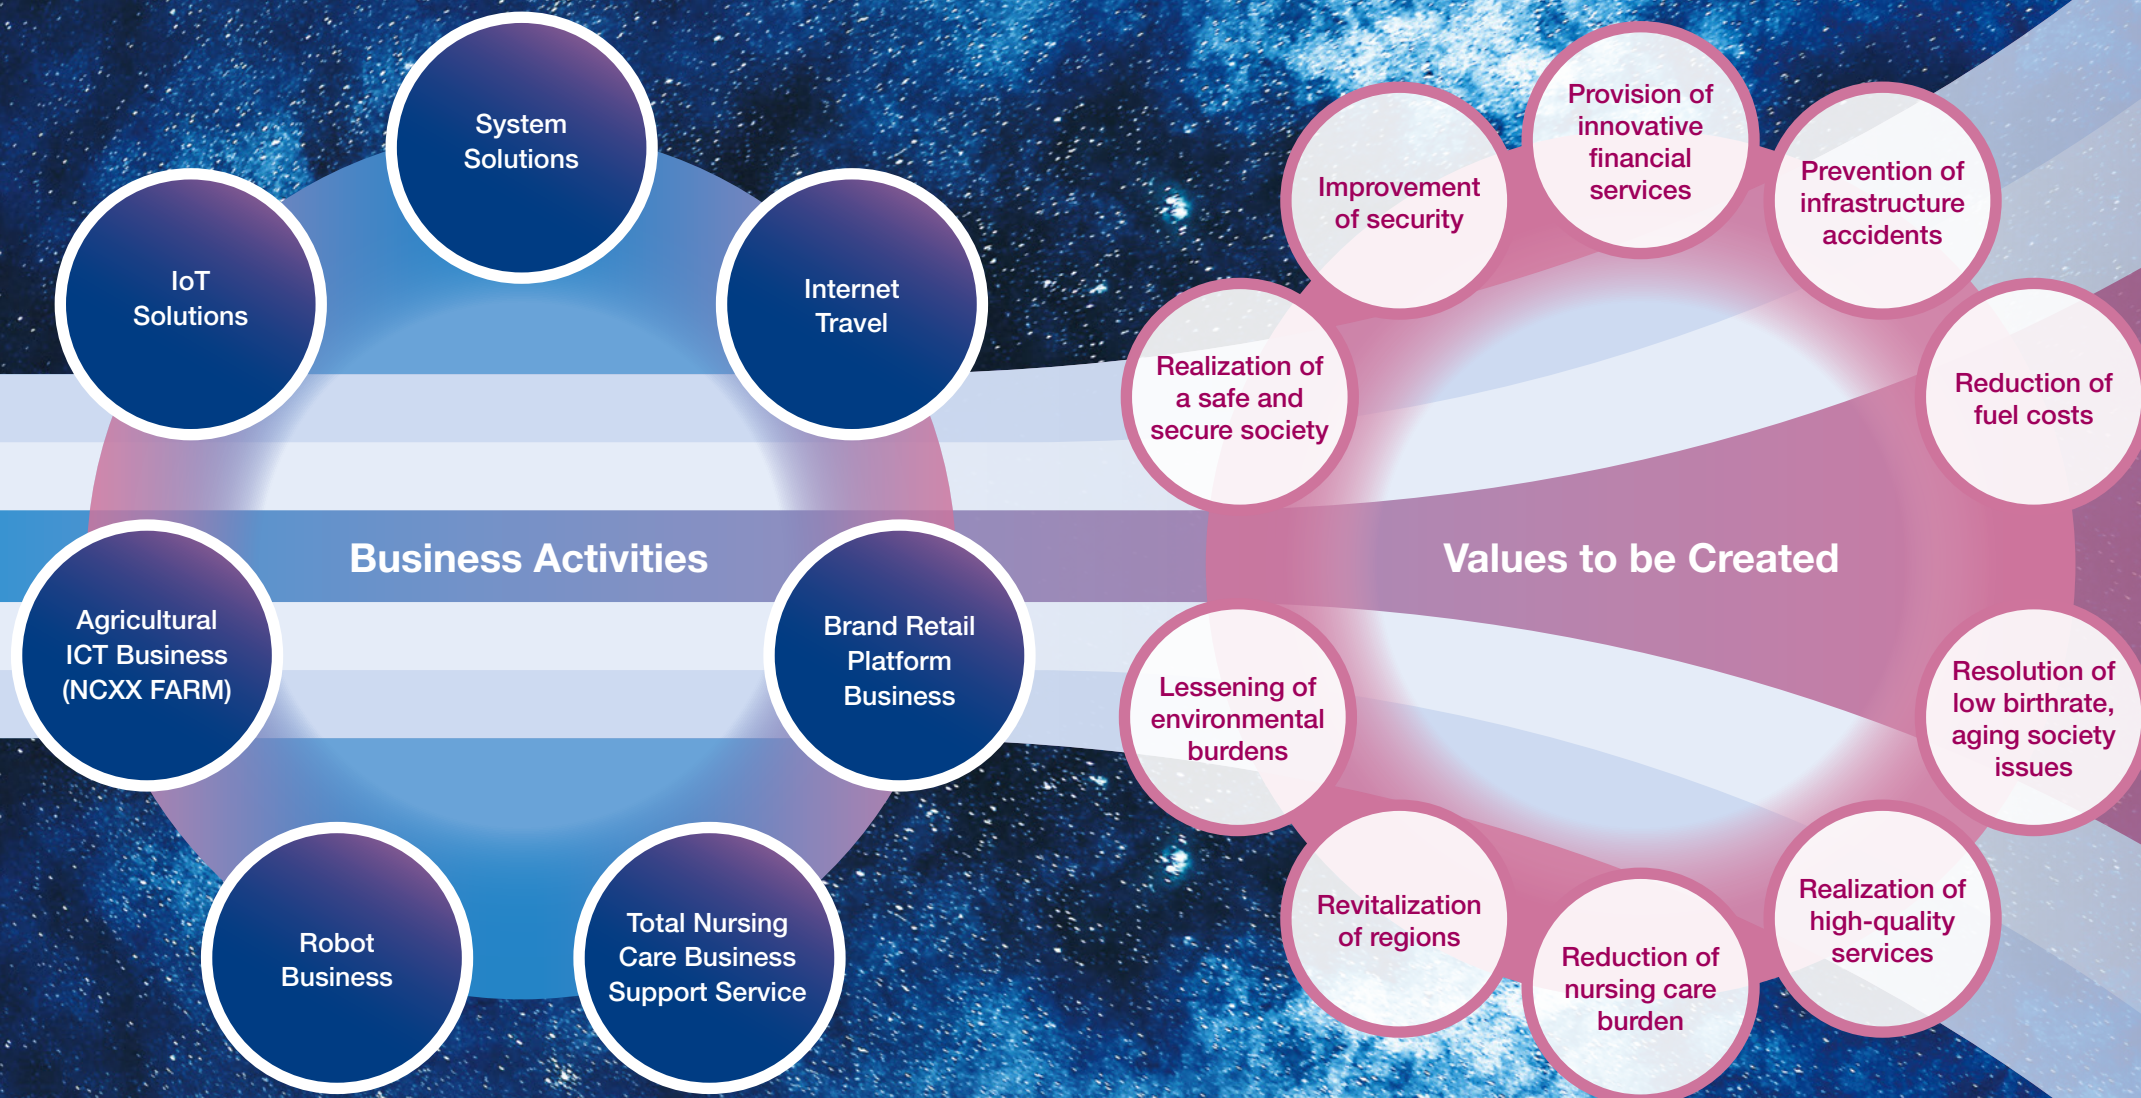 System
Solutions
IoT
Solutions
Internet
Travel
Business Activities
Agricultural
ICT Business
(NCXX FARM)
Brand Retail
Platform
Business
Robot
Business
Total Nursing
Care Business
Support Service
Provision of
innovative
financial
services
Improvement
of security
Prevention of
infrastructure
accidents
Realization of
a safe and
secure society
Reduction of
fuel costs
Values to be Created
Lessening of
environmental
burdens
Resolution of
low birthrate,
aging society
issues
Revitalization
of regions
Reduction of
nursing care
burden
Realization of
high-quality
services